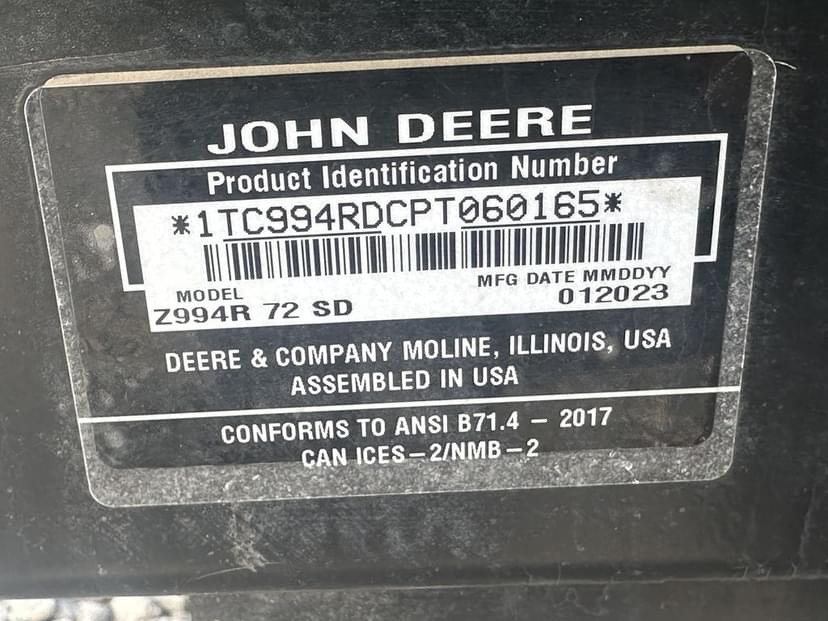 JOHN DEERE
Product Identification Number
*1TC994RDCPT060165*
MODEL
MFG DATE MMDDYY
Z994R 72 SD
012023
DEERE & COMPANY MOLINE, ILLINOIS, USA
ASSEMBLED IN USA
CONFORMS TO ANSI B71.4 – 2017
CAN ICES–2/NMB–2